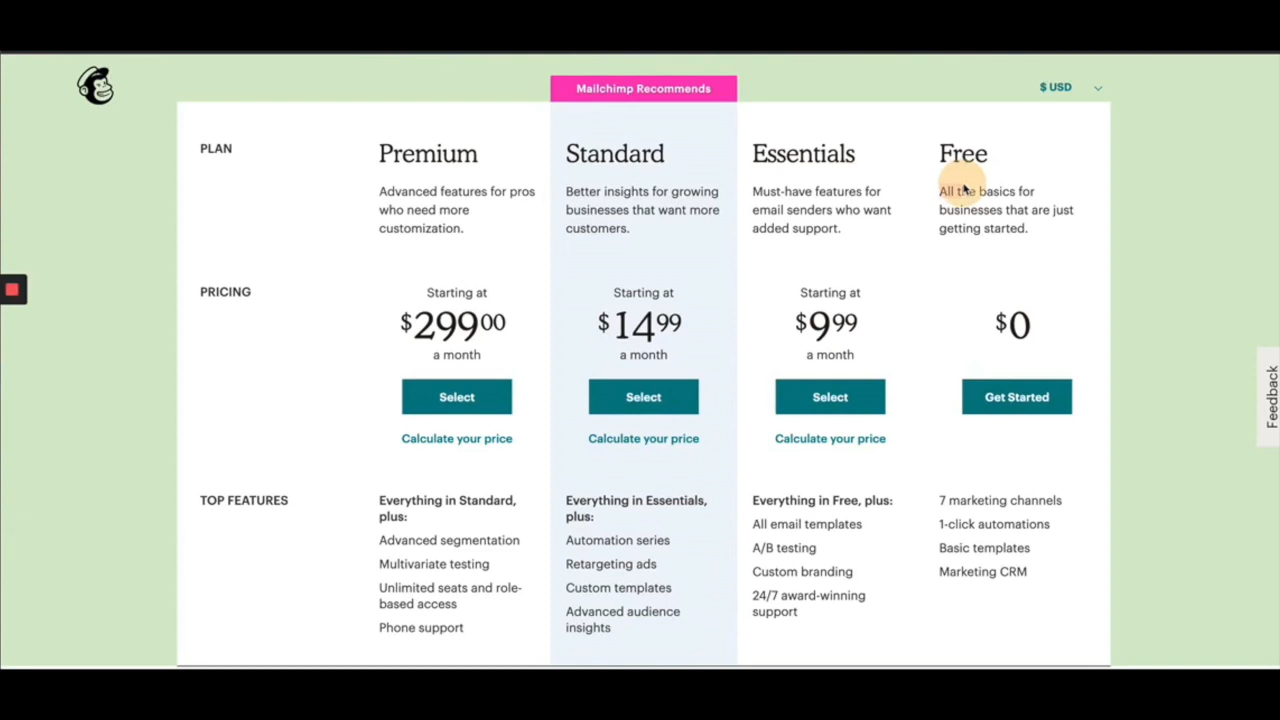 Mailchimp Recommends
$ USD
PLAN
Premium
Advanced features for pros
who need more
customization.
Standard
Better insights for growing
businesses that want more
customers.
Essentials
Must-have features for
email senders who want
added support.
Free
All the basics for
businesses that are just
getting started.
PRICING
Starting at
$299 00
a month
Select
Calculate your price
Starting at
$14 99
a month
Select
Calculate your price
Starting at
$9 99
a month
Select
Calculate your price
$0
Get Started
Feedback
TOP FEATURES
Everything in Standard,
plus:
Advanced segmentation
Multivariate testing
Unlimited seats and role-
based access
Phone support
Everything in Essentials,
plus:
Automation series
Retargeting ads
Custom templates
Advanced audience
insights
Everything in Free, plus:
All email templates
A/B testing
Custom branding
24/7 award-winning
support
7 marketing channels
1-click automations
Basic templates
Marketing CRM